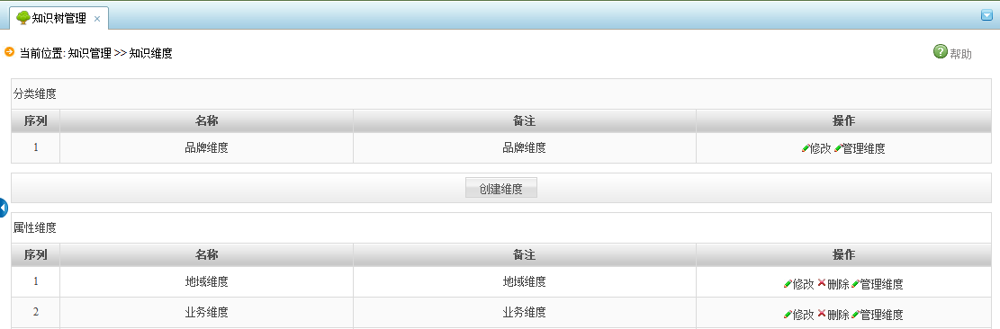 知识树管理
当前位置: 知识管理 >> 知识维度
帮助
分类维度
序列 名称 备注 操作
1 品牌维度 品牌维度 修改 管理维度
创建维度
属性维度
序列 名称 备注 操作
1 地域维度 地域维度 修改 删除 管理维度
2 业务维度 业务维度 修改 删除 管理维度